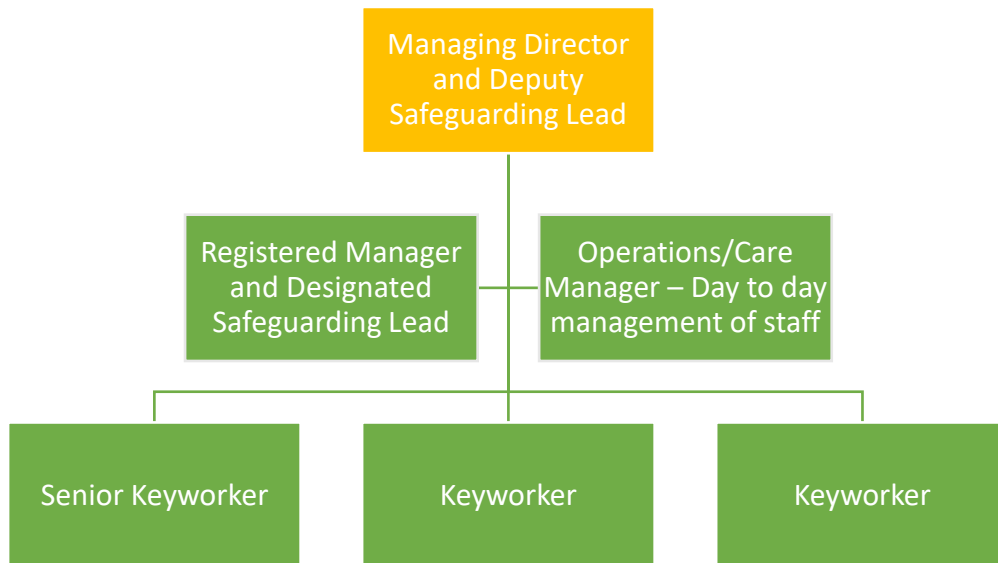 Managing Director
and Deputy
Safeguarding Lead
Registered Manager
and Designated
Safeguarding Lead
Operations/Care
Manager – Day to day
management of staff
Senior Keyworker
Keyworker
Keyworker